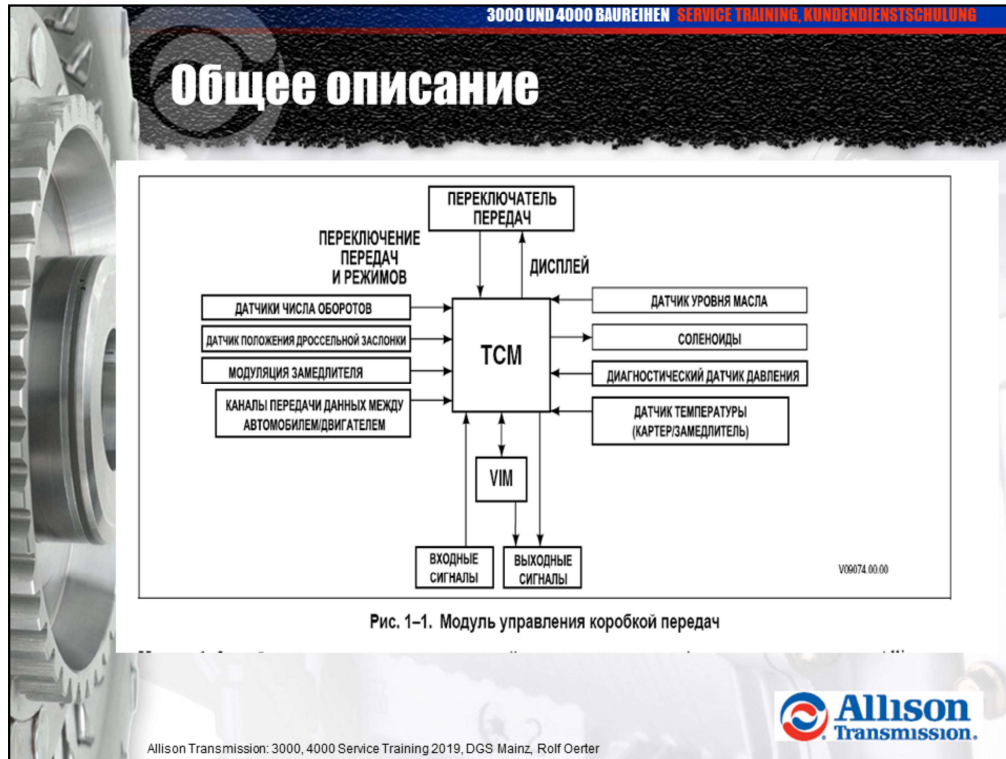 3000 UND 4000 BAUREIHEN SERVICE TRAINING, KUNDENDIENSTSCHULUNG
Общее описание
ПЕРЕКЛЮЧАТЕЛЬ
ПЕРЕДАЧ
ПЕРЕКЛЮЧЕНИЕ
ПЕРЕДАЧ
И РЕЖИМОВ
ДИСПЛЕЙ
ДАТЧИКИ ЧИСЛА ОБОРОТОВ
ДАТЧИК ПОЛОЖЕНИЯ ДРОССЕЛЬНОЙ ЗАСЛОНКИ
МОДУЛЯЦИЯ ЗАМЕДЛИТЕЛЯ
КАНАЛЫ ПЕРЕДАЧИ ДАННЫХ МЕЖДУ
АВТОМОБИЛЕМ/ДВИГАТЕЛЕМ
TCM
ДАТЧИК УРОВНЯ МАСЛА
СОЛЕНОИДЫ
ДИАГНОСТИЧЕСКИЙ ДАТЧИК ДАВЛЕНИЯ
ДАТЧИК ТЕМПЕРАТУРЫ
(КАРТЕР/ЗАМЕДЛИТЕЛЬ)
VIM
ВХОДНЫЕ
СИГНАЛЫ
ВЫХОДНЫЕ
СИГНАЛЫ
V09074.00.00
Рис. 1–1. Модуль управления коробкой передач
Allison
Transmission.
Allison Transmission: 3000, 4000 Service Training 2019, DGS Mainz, Rolf Oerter